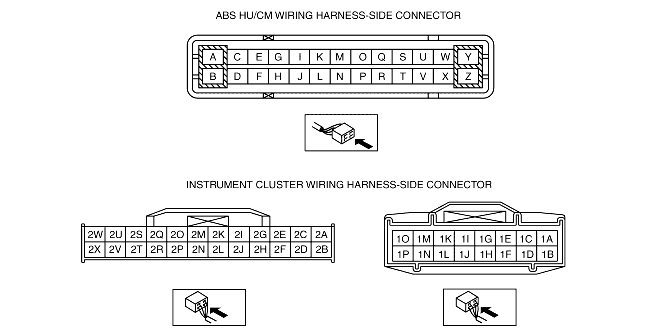 ABS HU/CM WIRING HARNESS-SIDE CONNECTOR
A C E G I K M O Q S U W Y
B D F H J L N P R T V X Z
INSTRUMENT CLUSTER WIRING HARNESS-SIDE CONNECTOR
2W 2U 2S 2Q 2O 2M 2K 2I 2G 2E 2C 2A
2X 2V 2T 2R 2P 2N 2L 2J 2H 2F 2D 2B
1O 1M 1K 1I 1G 1E 1C 1A
1P 1N 1L 1J 1H 1F 1D 1B